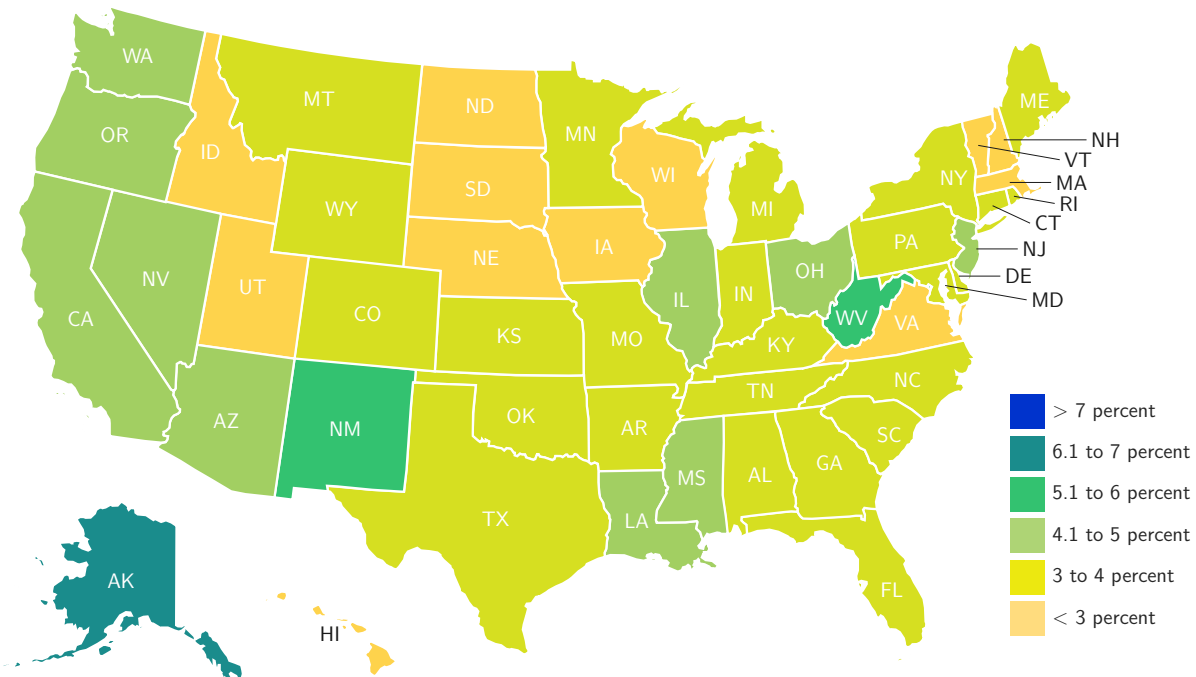 WA
ME
MT
ND
OR
MN
NH
ID
VT
WI
NY
MA
SD
RI
WY
MI
CT
PA
NJ
NE
IA
OH
DE
NV
UT
IN
MD
IL
CO
WV
CA
VA
KS
MO
KY
NC
TN
OK
AZ
NM
AR
SC
GA
AL
MS
LA
TX
AK
FL
HI
> 7 percent
6.1 to 7 percent
5.1 to 6 percent
4.1 to 5 percent
3 to 4 percent
< 3 percent